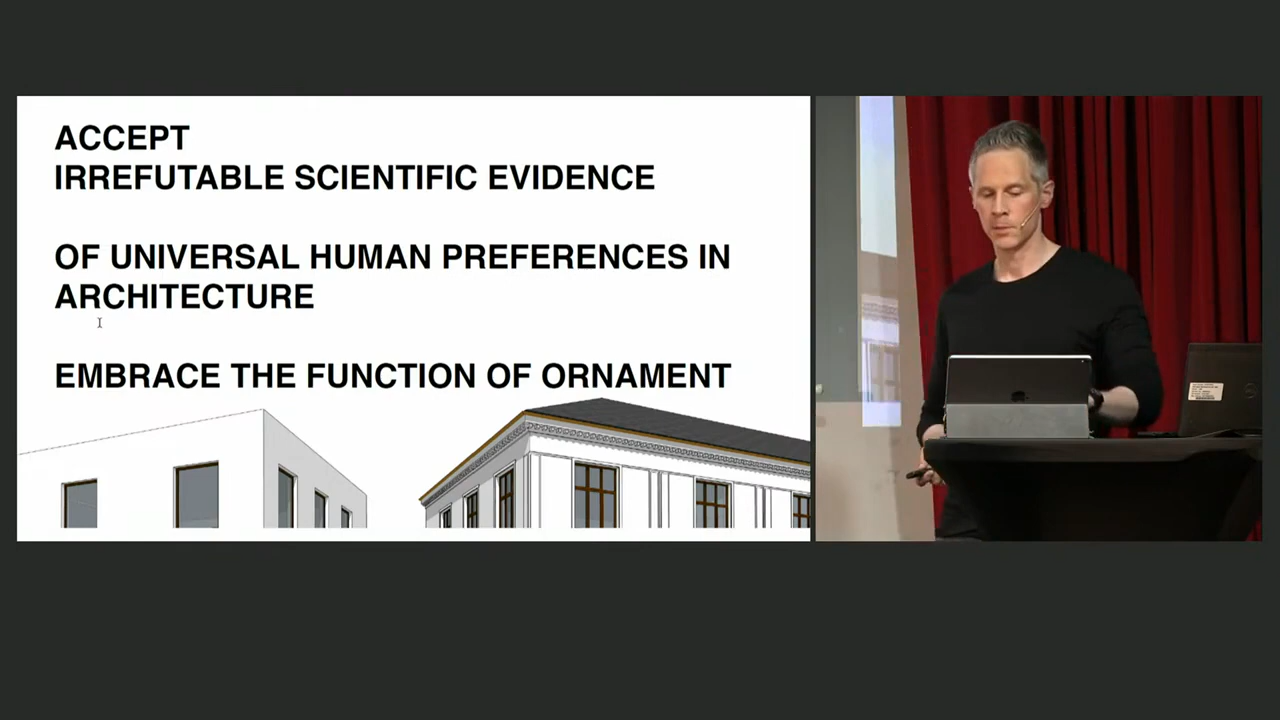 ACCEPT
IRREFUTABLE SCIENTIFIC EVIDENCE
OF UNIVERSAL HUMAN PREFERENCES IN
ARCHITECTURE
EMBRACE THE FUNCTION OF ORNAMENT